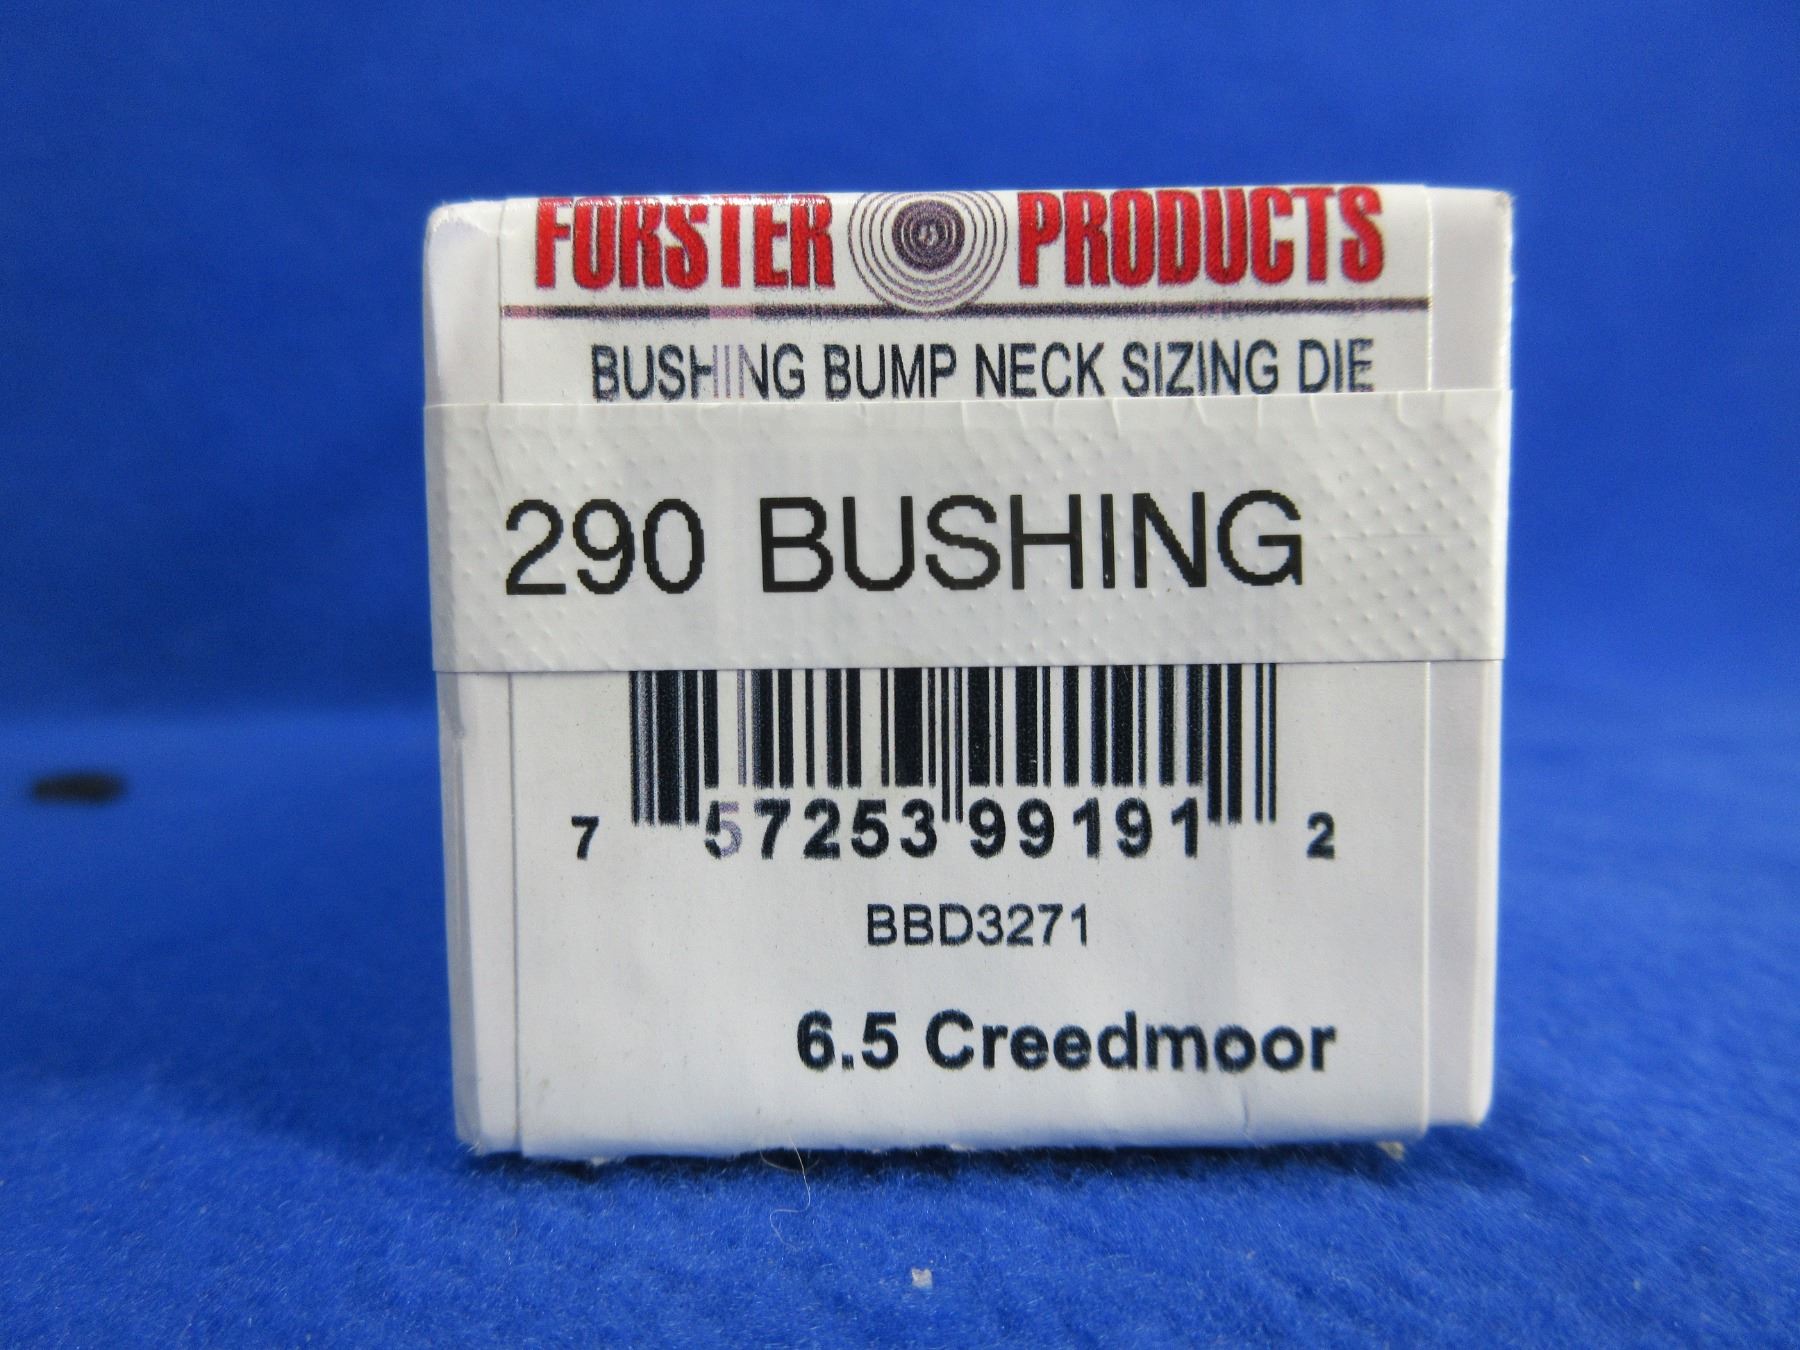 FORSTER PRODUCTS
BUSHING BUMP NECK SIZING DIE
290 BUSHING
7 57253 99191 2
BBD3271
6.5 Creedmoor